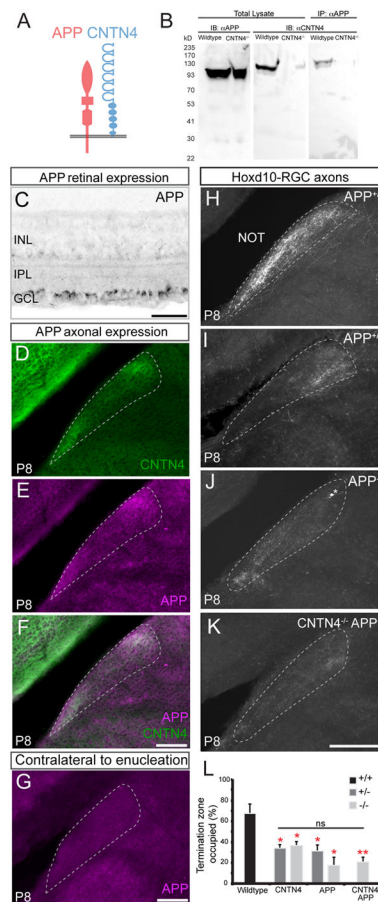 A
APP CNTN4
B
Total Lysate IP: αAPP
IB: αAPP IB: αCNTN4
Wildtype CNTN4-/- Wildtype CNTN4-/- Wildtype CNTN4-/-
kD
235
170
130
93
70
53
41
30
22
APP retinal expression
C APP
INL
IPL
GCL
APP axonal expression
D
P8 CNTN4
E
P8 APP
F
APP
P8 CNTN4
Contralateral to enucleation
G
P8 APP
Hoxd10-RGC axons
H APP+/
NOT
P8
I APP+/
P8
J APP
*
P8
K CNTN4-/- APP
P8
L
Termination zone occupied (%)
100
80
60
40
20
0
+/+
+/-
-/-
ns
* * * * **
Wildtype CNTN4 APP CNTN4 APP